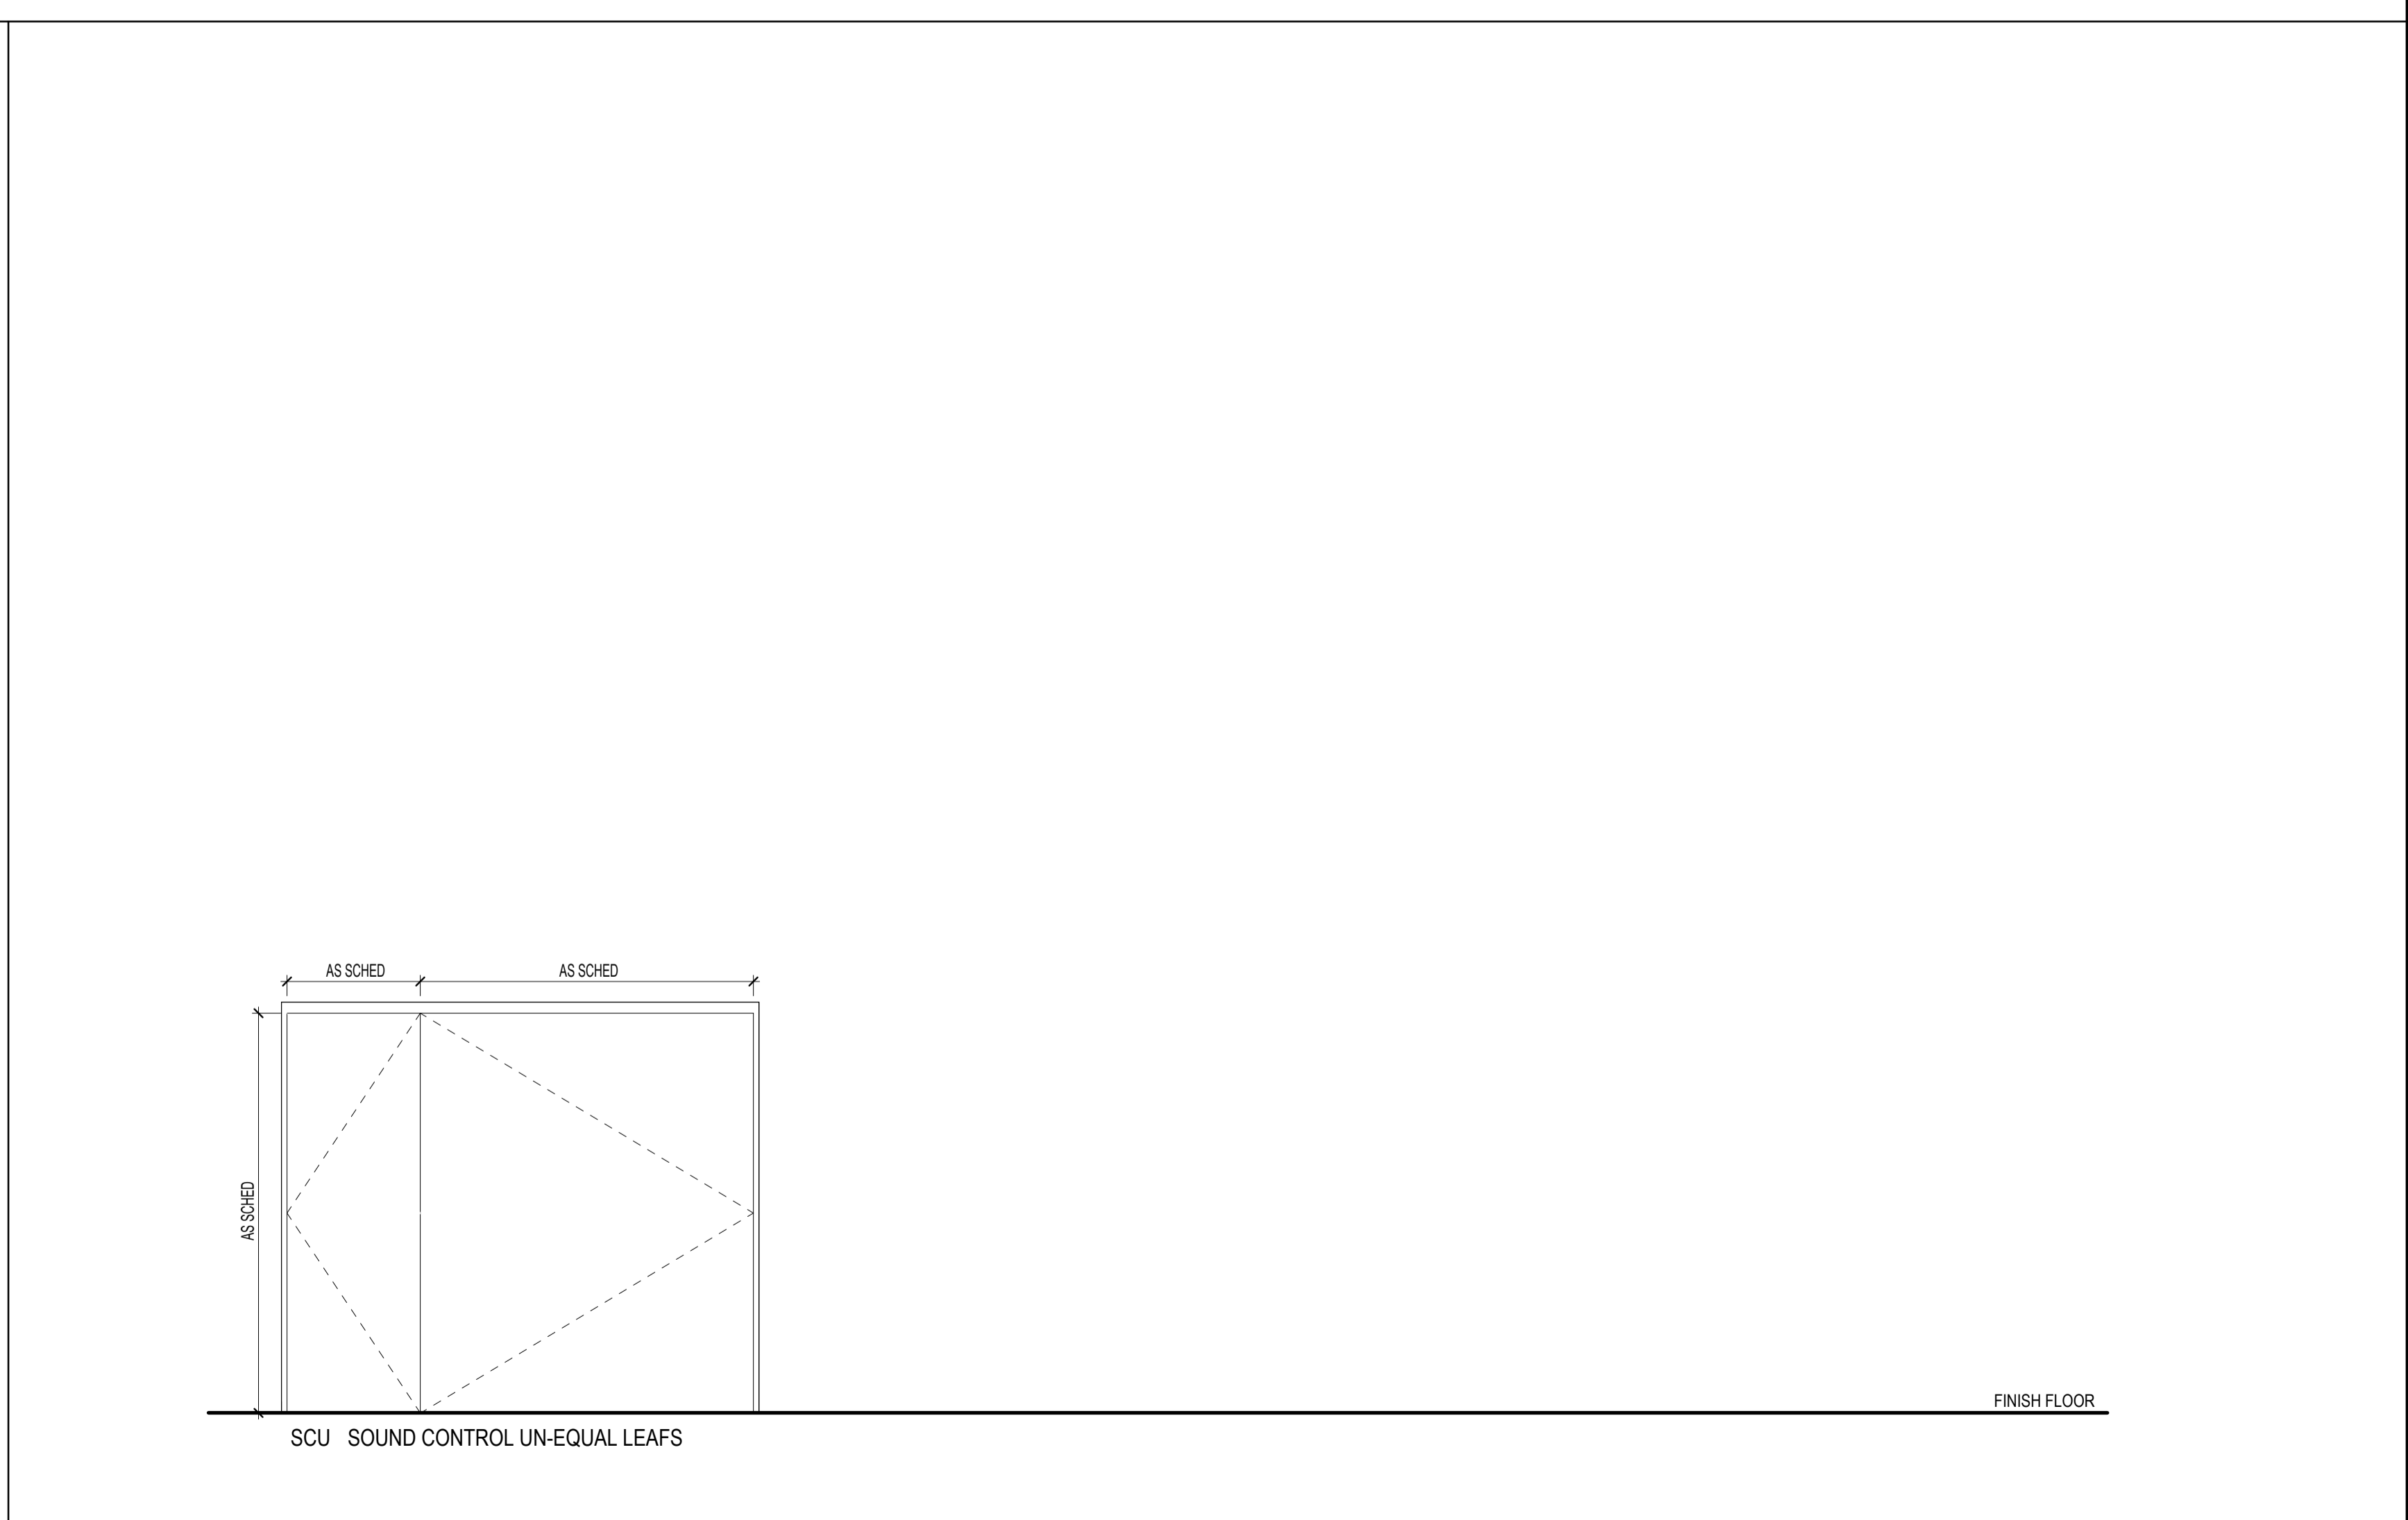 AS SCHED
AS SCHED
AS SCHED
FINISH FLOOR
SCU SOUND CONTROL UN-EQUAL LEAFS